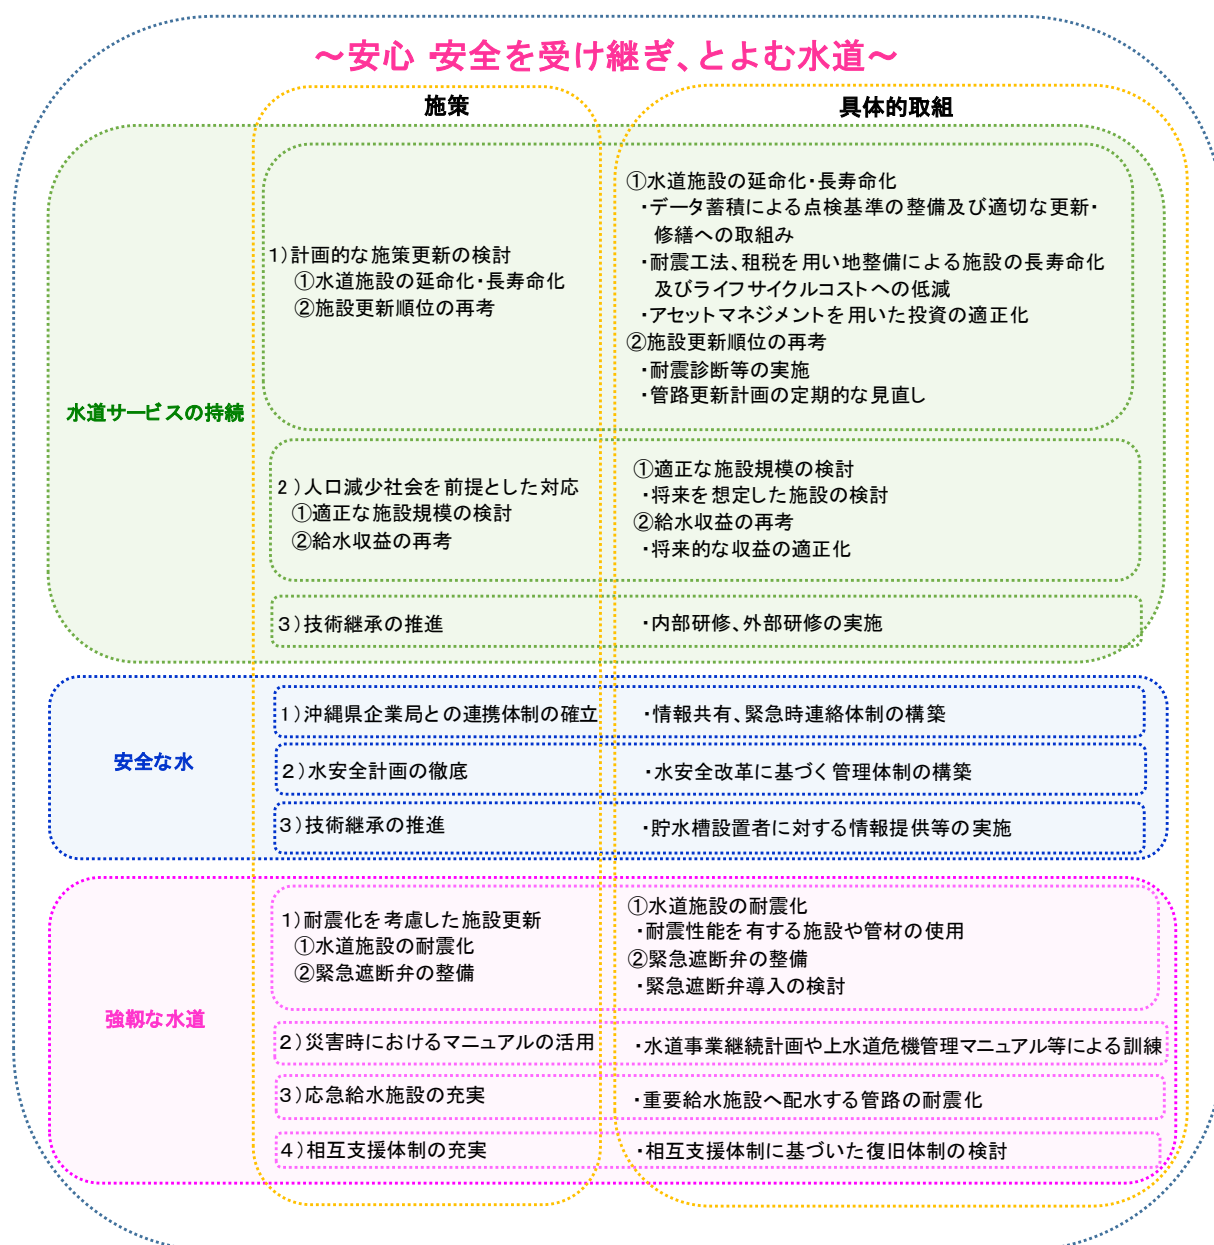 ～安心・安全を受け継ぎ、とよむ水道～
施策
具体的取組
水道サービスの持続
1)計画的な施策更新の検討
①水道施設の延命化・長寿命化
②施設更新順位の再考
①水道施設の延命化・長寿命化
・データ蓄積による点検基準の整備及び適切な更新・
修繕への取組み
・耐震工法、租税を用い地整備による施設の長寿命化
及びライフサイクルコストへの低減
・アセットマネジメントを用いた投資の適正化
②施設更新順位の再考
・耐震診断等の実施
・管路更新計画の定期的な見直し
2)人口減少社会を前提とした対応
①適正な施設規模の検討
②給水収益の再考
①適正な施設規模の検討
・将来を想定した施設の検討
②給水収益の再考
・将来的な収益の適正化
3)技術継承の推進
・内部研修、外部研修の実施
安全な水
1)沖縄県企業局との連携体制の確立
・情報共有、緊急時連絡体制の構築
2)水安全計画の徹底
・水安全改革に基づく管理体制の構築
3)技術継承の推進
・貯水槽設置者に対する情報提供等の実施
強靭な水道
1)耐震化を考慮した施設更新
①水道施設の耐震化
②緊急遮断弁の整備
①水道施設の耐震化
・耐震性能を有する施設や管材の使用
②緊急遮断弁の整備
・緊急遮断弁導入の検討
2)災害時におけるマニュアルの活用
・水道事業継続計画や上水道危機管理マニュアル等による訓練
3)応急給水施設の充実
・重要給水施設へ配水する管路の耐震化
4)相互支援体制の充実
・相互支援体制に基づいた復旧体制の検討